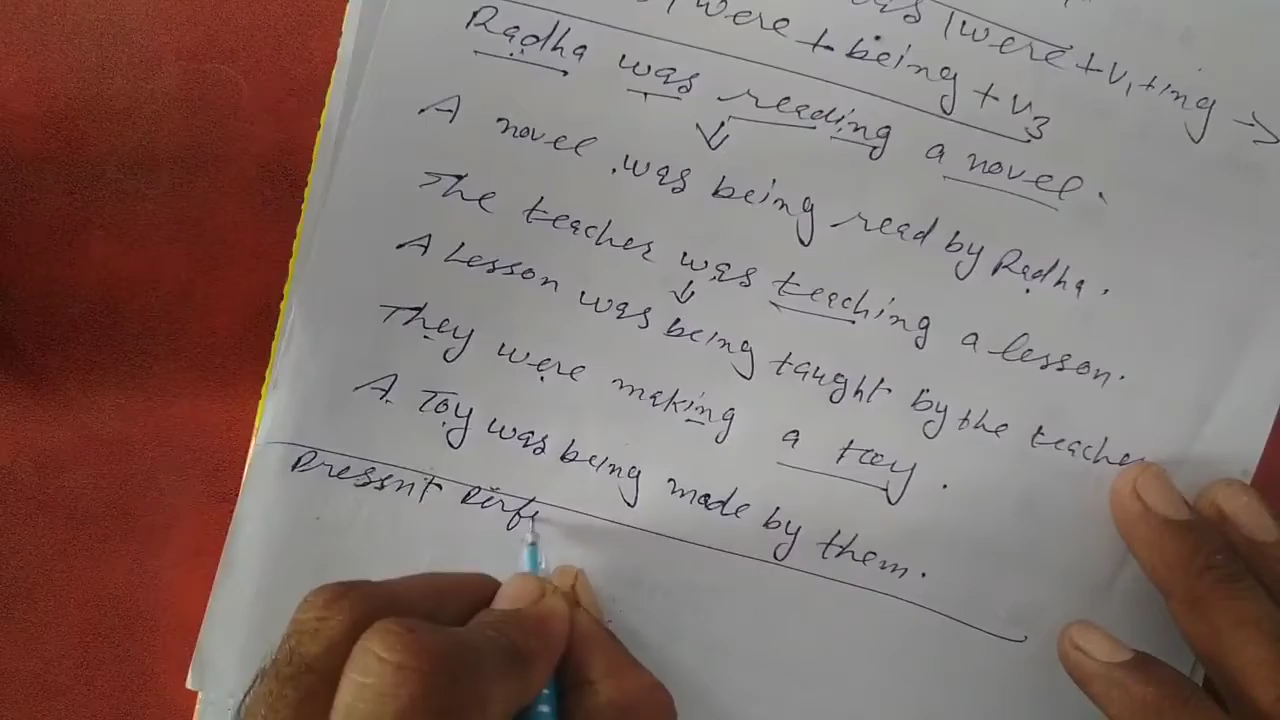 was | were + V1 + ing →
were + being + V3
Radha was reading a novel.
A novel was being read by Radha.
The teacher was teaching a lesson.
A Lesson was being taught by the teacher
They were making a toy.
A Toy was being made by them.
Pressnt Perf